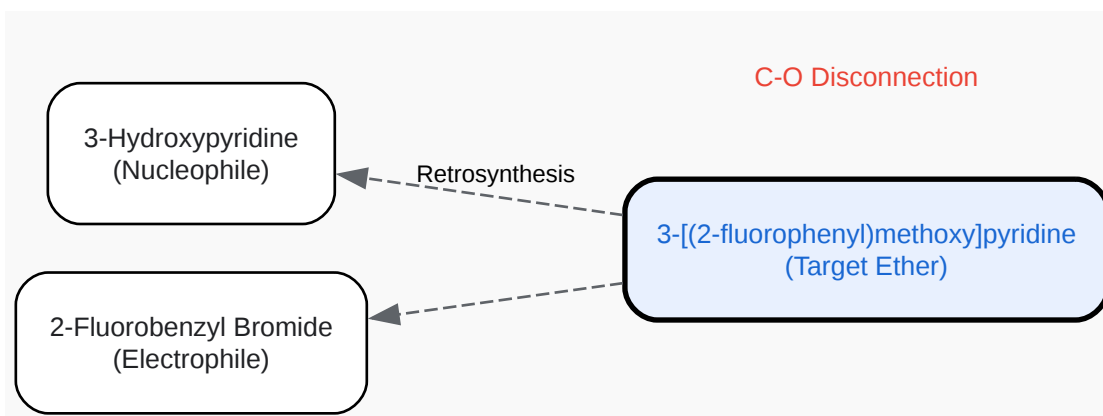 C-O Disconnection
3-Hydroxypyridine
(Nucleophile)
Retrosynthesis
3-[(2-fluorophenyl)methoxy]pyridine
(Target Ether)
2-Fluorobenzyl Bromide
(Electrophile)